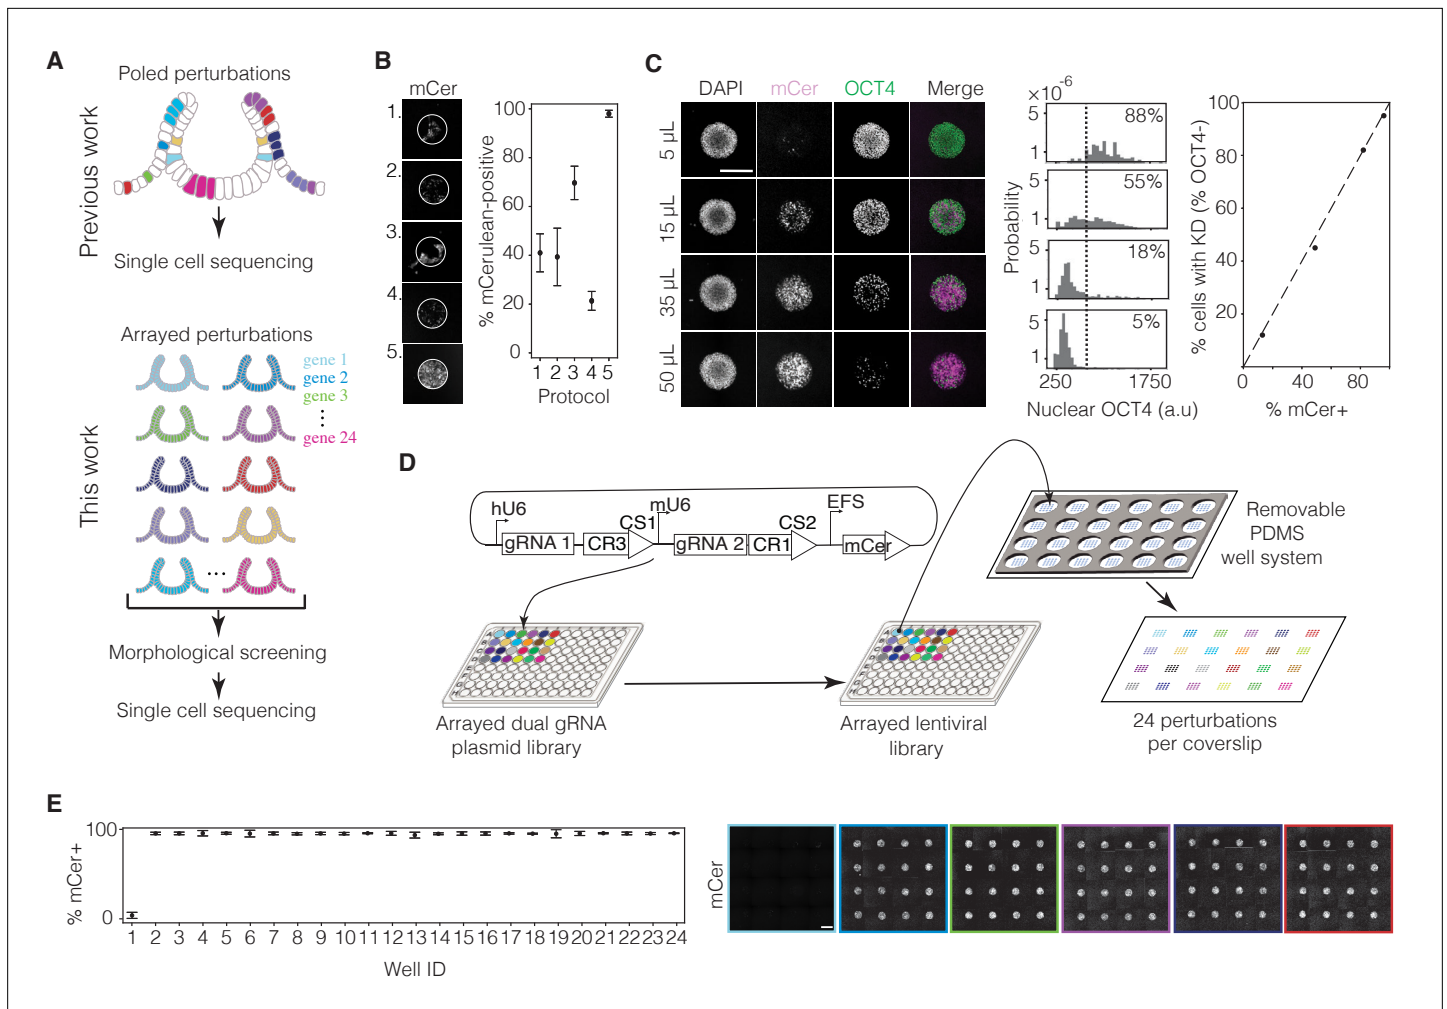 A
Poled perturbations
Previous work
Single cell sequencing
Arrayed perturbations
gene 1
gene 2
gene 3
gene 24
This work
Morphological screening
Single cell sequencing
B
mCer
1.
2.
3.
4.
5.
% mCerulean-positive
100
80
60
40
20
0
1 2 3 4 5
Protocol
C
DAPI mCer OCT4 Merge
5 µL
15 µL
35 µL
50 µL
×10-6
Probability
5
1
88%
5
1
55%
5
1
18%
5
1
5%
250 1750
Nuclear OCT4 (a.u)
% cells with KD (% OCT4-)
100
80
60
40
20
0 40 80
% mCer+
D
hU6 CS1 mU6 CS2 EFS
gRNA 1 CR3 gRNA 2 CR1 mCer
Removable
PDMS
well system
A
B
C
D
E
F
G
H
Arrayed dual gRNA
plasmid library
A
B
C
D
E
F
G
H
Arrayed lentiviral
library
24 perturbations
per coverslip
E
% mCer+
100
0
1 2 3 4 5 6 7 8 9 10 11 12 13 14 15 16 17 18 19 20 21 22 23 24
Well ID
mCer